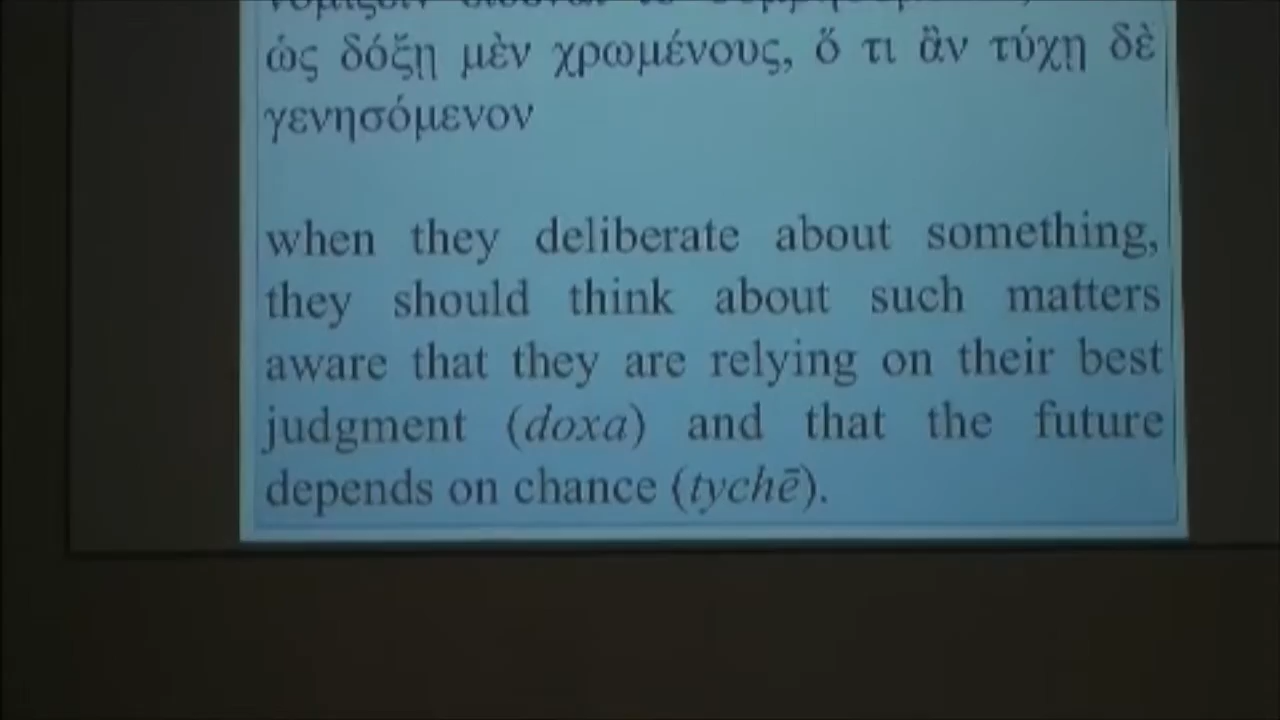 ὡς δόξῃ μὲν χρωμένους, ὅ τι ἂν τύχῃ δὲ
γενησόμενον
when they deliberate about something,
they should think about such matters
aware that they are relying on their best
judgment (doxa) and that the future
depends on chance (tychē).